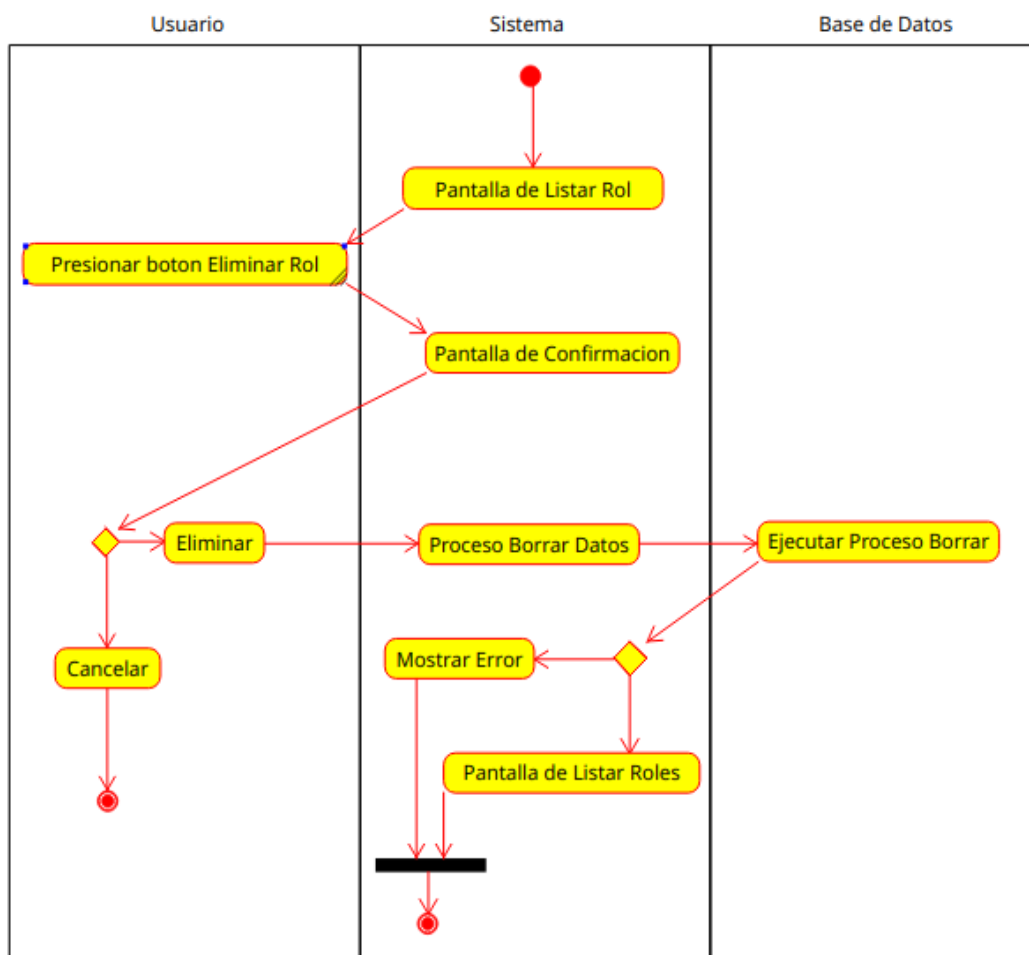 Usuario
Sistema
Base de Datos
Pantalla de Listar Rol
Presionar boton Eliminar Rol
Pantalla de Confirmacion
Eliminar
Proceso Borrar Datos
Ejecutar Proceso Borrar
Cancelar
Mostrar Error
Pantalla de Listar Roles